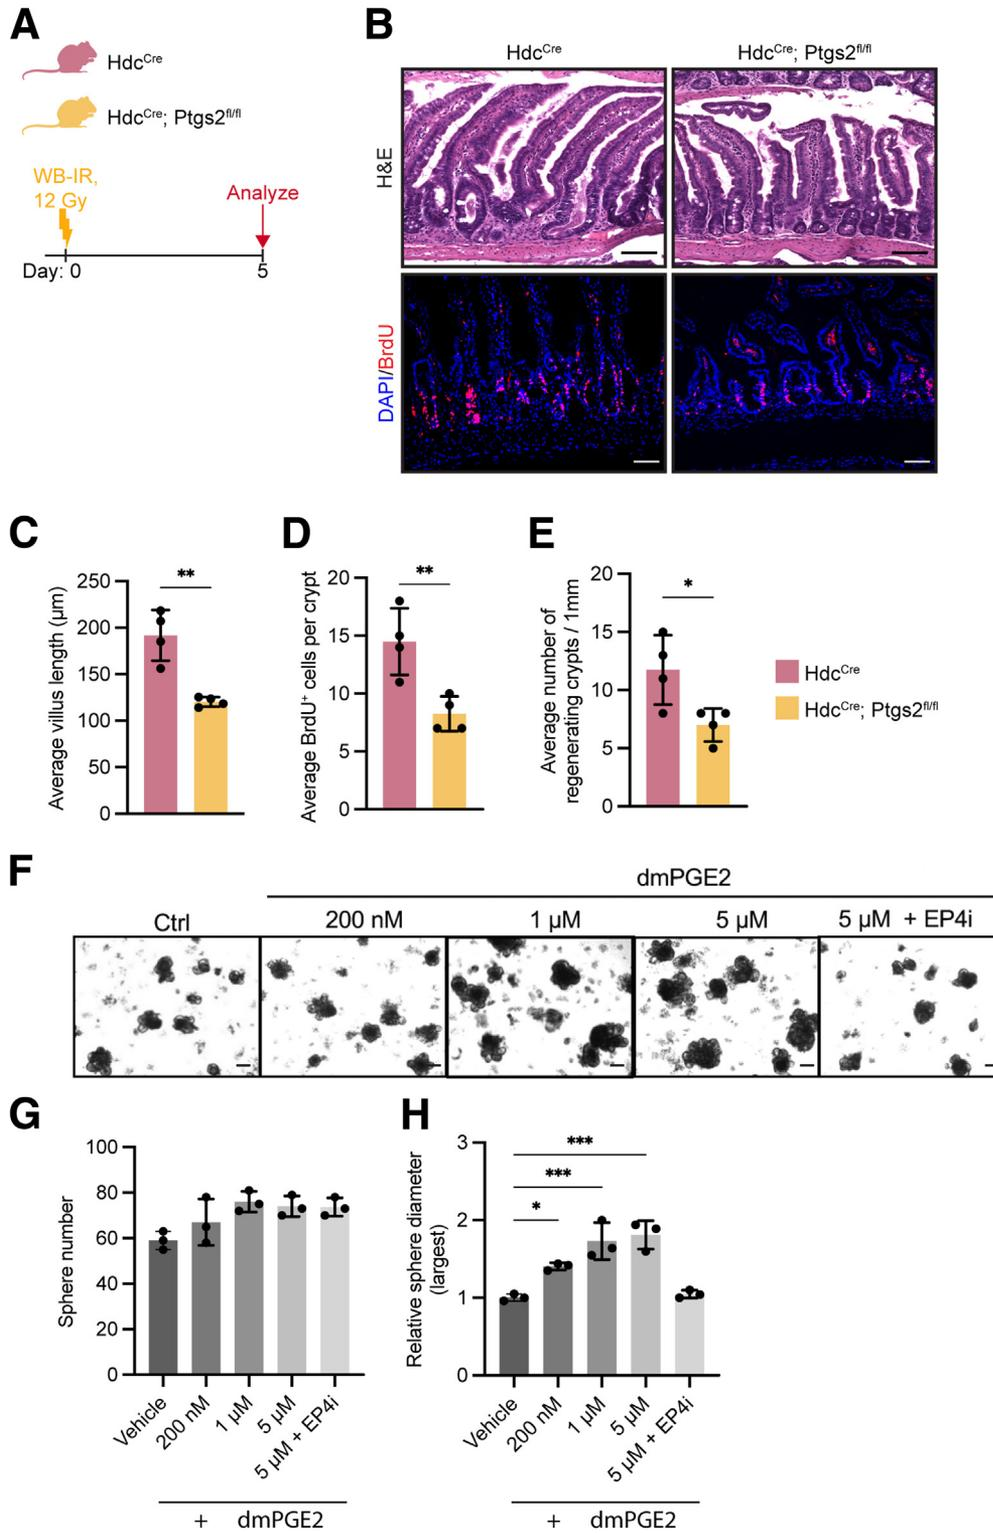 A
Hdc^Cre
Hdc^Cre; Ptgs2^fl/fl
WB-IR,
12 Gy
Analyze
Day: 0 5
B
Hdc^Cre Hdc^Cre; Ptgs2^fl/fl
H&E
DAPI/BrdU
C
Average villus length (µm)
250
200
150
100
50
0
**
D
Average BrdU⁺ cells per crypt
20
15
10
5
0
**
E
Average number of
regenerating crypts / 1mm
20
15
10
5
0
*
Hdc^Cre
Hdc^Cre; Ptgs2^fl/fl
F
dmPGE2
Ctrl 200 nM 1 µM 5 µM 5 µM + EP4i
G
Sphere number
100
80
60
40
20
0
Vehicle
200 nM
1 µM
5 µM
5 µM + EP4i
+ dmPGE2
H
Relative sphere diameter
(largest)
3
2
1
0
***
***
*
Vehicle
200 nM
1 µM
5 µM
5 µM + EP4i
+ dmPGE2